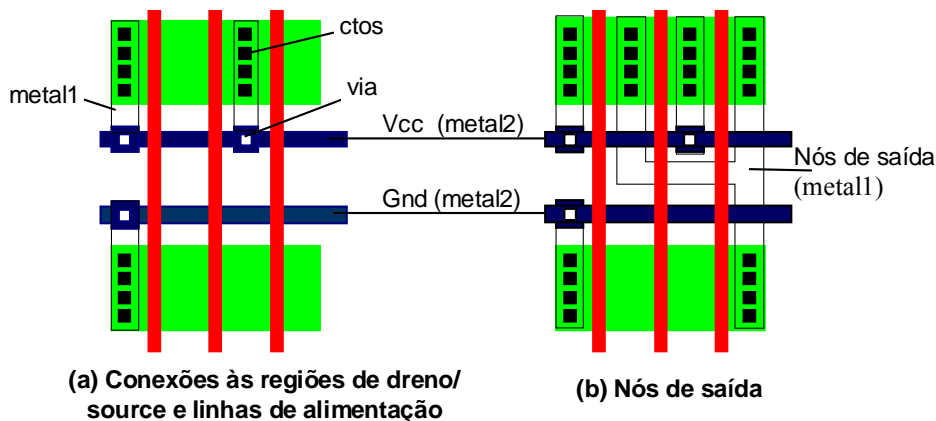 ctos
metal1
via
Vcc (metal2)
Nós de saída
(metal1)
Gnd (metal2)
(a) Conexões às regiões de dreno/
source e linhas de alimentação
(b) Nós de saída